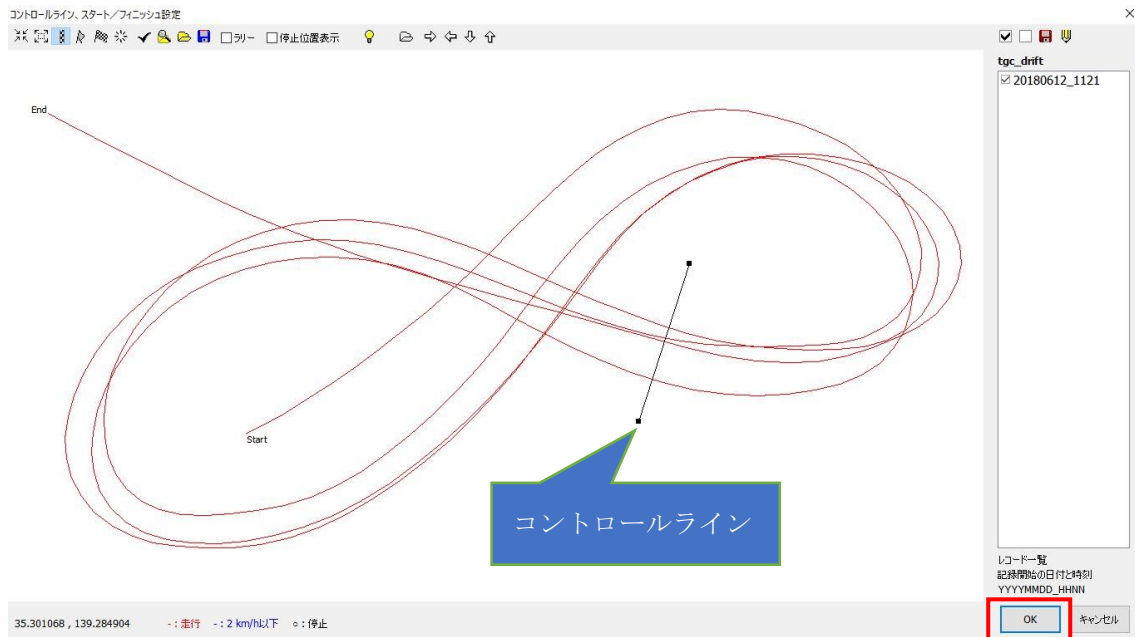 コントロールライン、スタート／フィニッシュ設定
ラリー 停止位置表示
tgc_drift
20180612_1121
End
Start
コントロールライン
レコード一覧
記録開始の日付と時刻
YYYYMMDD_HHNN
35.301068 , 139.284904 - : 走行 - : 2 km/h以下 ○ : 停止
OK キャンセル